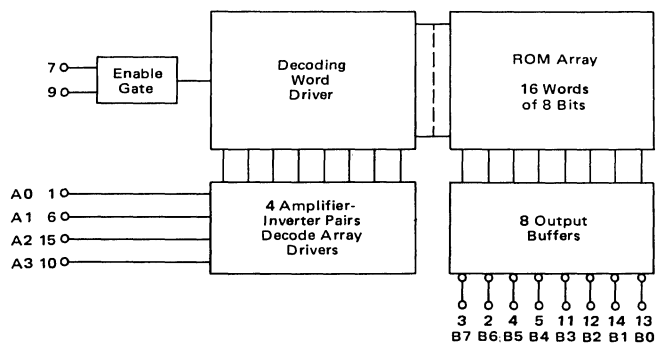 Decoding
Word
Driver
ROM Array
16 Words
of 8 Bits
7
9
Enable
Gate
A0 1
A1 6
A2 15
A3 10
4 Amplifier-
Inverter Pairs
Decode Array
Drivers
8 Output
Buffers
3 2 4 5 11 12 14 13
B7 B6 B5 B4 B3 B2 B1 B0